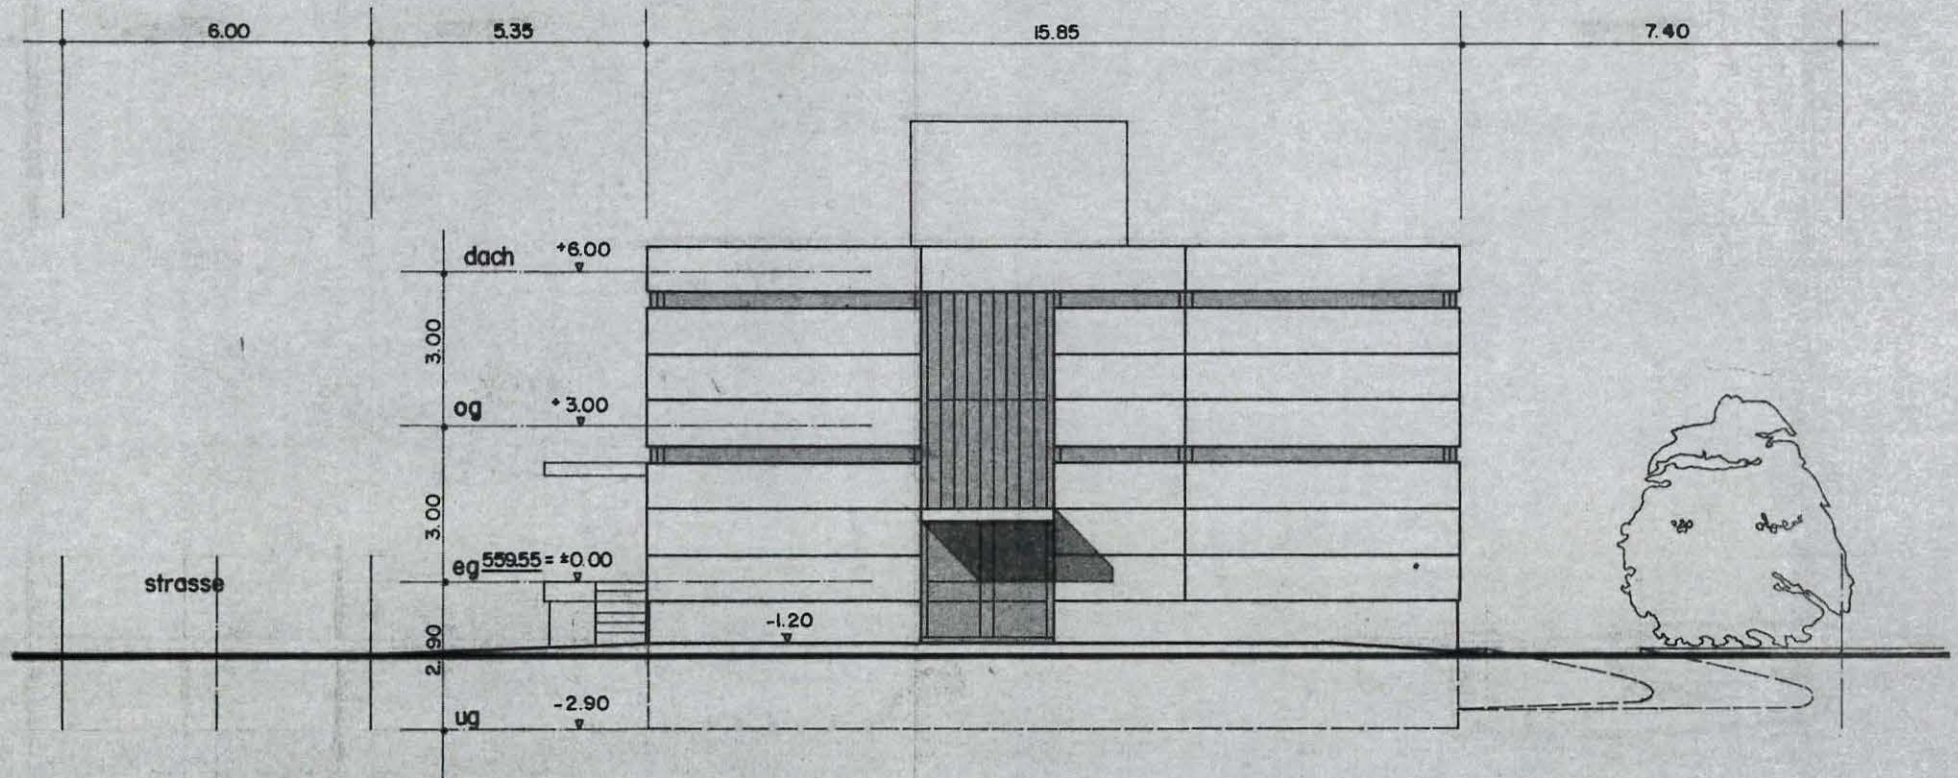 6.00 5.35 15.85 7.40
dach +6.00
3.00
og +3.00
3.00
eg 559.55 = ±0.00
strasse
-1.20
2.90
ug -2.90